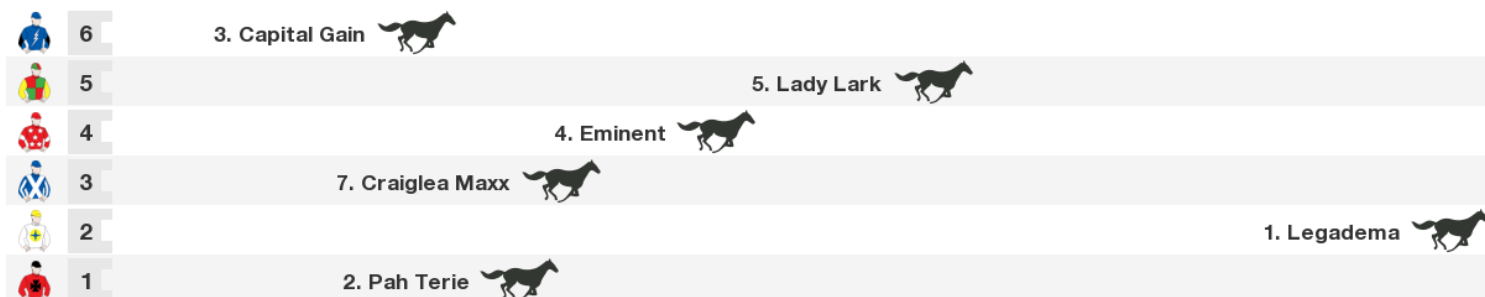 6 3. Capital Gain
5 5. Lady Lark
4 4. Eminent
3 7. Craiglea Maxx
2 1. Legadema
1 2. Pah Terie